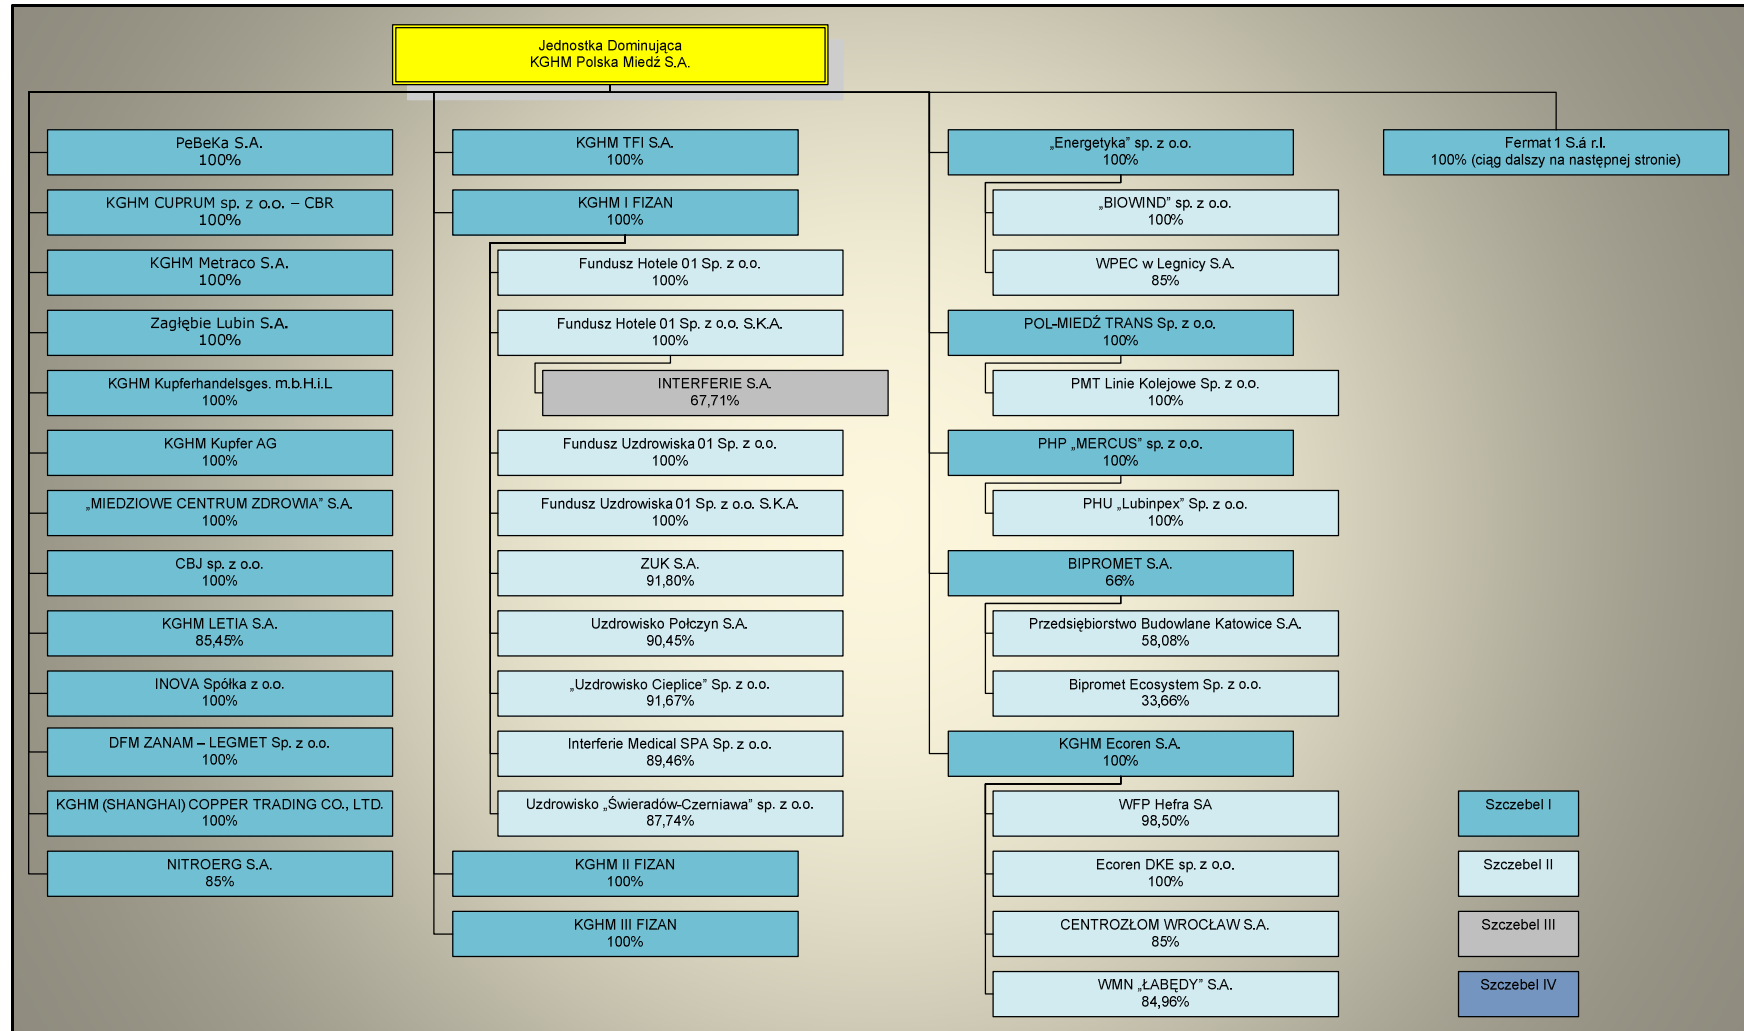 Jednostka Dominująca
KGHM Polska Miedź S.A.
PeBeKa S.A.
100%
KGHM CUPRUM sp. z o.o. – CBR
100%
KGHM Metraco S.A.
100%
Zagłębie Lubin S.A.
100%
KGHM Kupferhandelsges. m.b.H.i.L
100%
KGHM Kupfer AG
100%
„MIEDZIOWE CENTRUM ZDROWIA” S.A.
100%
CBJ sp. z o.o.
100%
KGHM LETIA S.A.
85,45%
INOVA Spółka z o.o.
100%
DFM ZANAM – LEGMET Sp. z o.o.
100%
KGHM (SHANGHAI) COPPER TRADING CO., LTD.
100%
NITROERG S.A.
85%
KGHM TFI S.A.
100%
KGHM I FIZAN
100%
Fundusz Hotele 01 Sp. z o.o.
100%
Fundusz Hotele 01 Sp. z o.o. S.K.A.
100%
INTERFERIE S.A.
67,71%
Fundusz Uzdrowiska 01 Sp. z o.o.
100%
Fundusz Uzdrowiska 01 Sp. z o.o. S.K.A.
100%
ZUK S.A.
91,80%
Uzdrowisko Połczyn S.A.
90,45%
„Uzdrowisko Cieplice” Sp. z o.o.
91,67%
Interferie Medical SPA Sp. z o.o.
89,46%
Uzdrowisko „Świeradów-Czerniawa” sp. z o.o.
87,74%
KGHM II FIZAN
100%
KGHM III FIZAN
100%
„Energetyka” sp. z o.o.
100%
„BIOWIND” sp. z o.o.
100%
WPEC w Legnicy S.A.
85%
POL-MIEDŹ TRANS Sp. z o.o.
100%
PMT Linie Kolejowe Sp. z o.o.
100%
PHP „MERCUS” sp. z o.o.
100%
PHU „Lubinpex” Sp. z o.o.
100%
BIPROMET S.A.
66%
Przedsiębiorstwo Budowlane Katowice S.A.
58,08%
Bipromet Ecosystem Sp. z o.o.
33,66%
KGHM Ecoren S.A.
100%
WFP Hefra SA
98,50%
Ecoren DKE sp. z o.o.
100%
CENTROZŁOM WROCŁAW S.A.
85%
WMN „ŁABĘDY” S.A.
84,96%
Fermat 1 S.á r.l.
100% (ciąg dalszy na następnej stronie)
Szczebel I
Szczebel II
Szczebel III
Szczebel IV